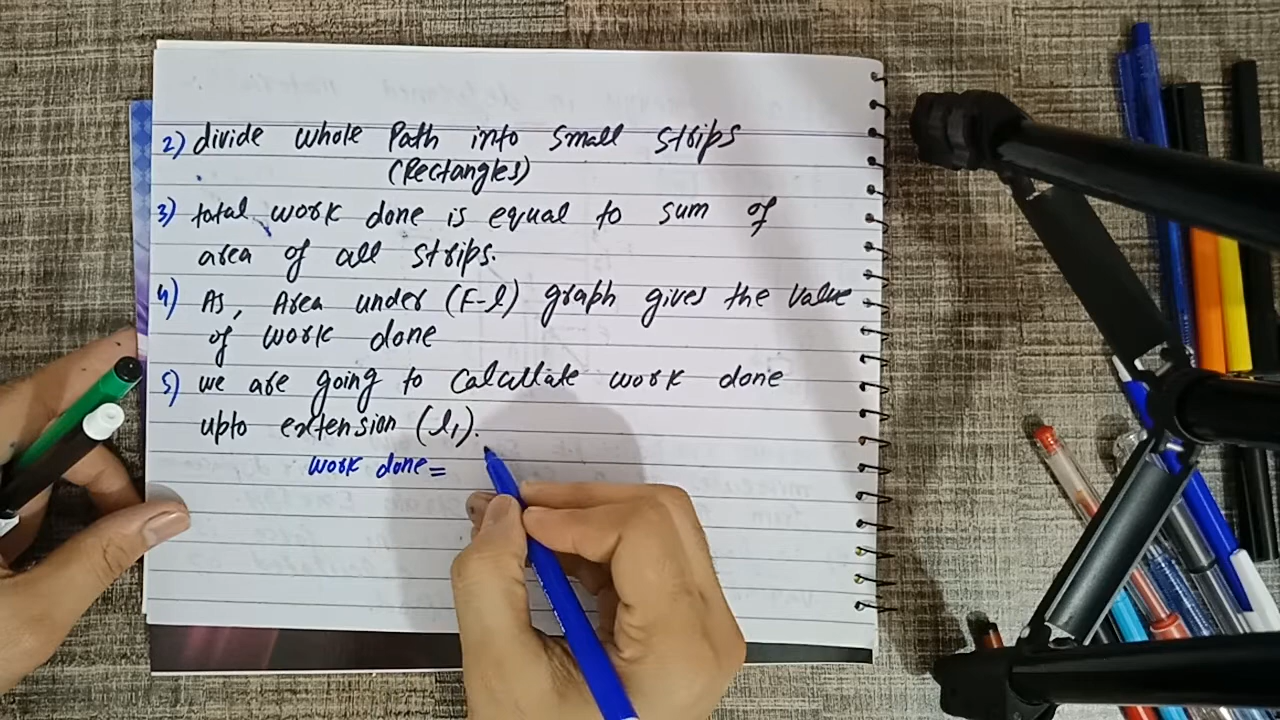 2) divide whole Path into small strips
(Rectangles)
3) total work done is equal to sum of
area of all strips.
4) As, Area under (F-l) graph gives the value
of work done
5) we are going to Calculate work done
upto extension (l₁).
work done=